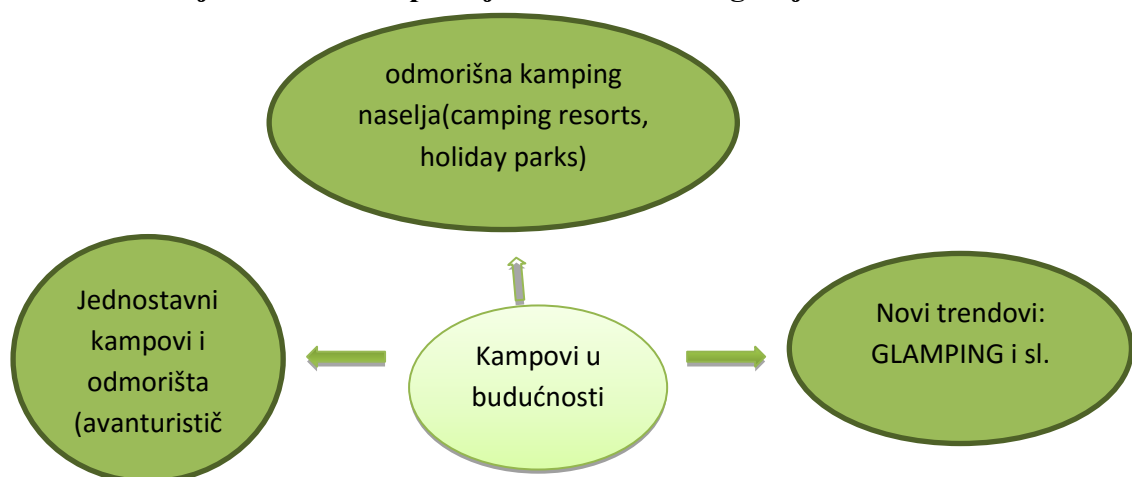 odmorišna kamping
naselja(camping resorts,
holiday parks)
Jednostavni
kampovi i
odmorišta
(avanturistič
Kampovi u
budućnosti
Novi trendovi:
GLAMPING i sl.